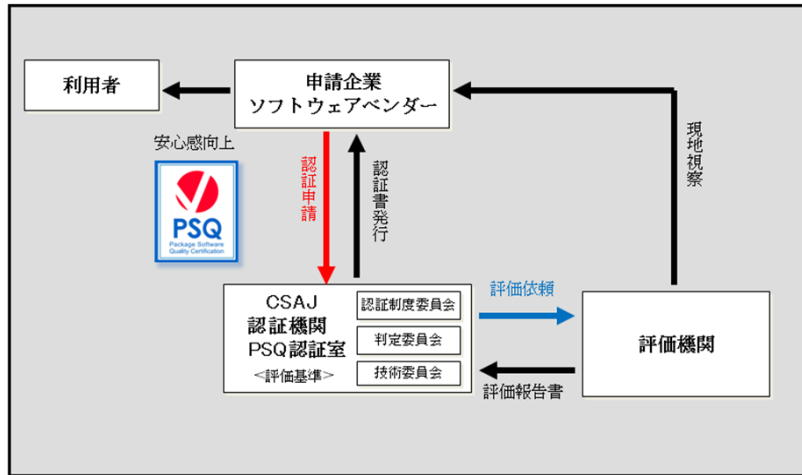 利用者
申請企業
ソフトウェアベンダー
安心感向上
PSQ
Package Software
Quality Certification
認証申請
認証書発行
現地視察
CSAJ
認証機関
PSQ認証室
<評価基準>
認証制度委員会
判定委員会
技術委員会
評価依頼
評価報告書
評価機関